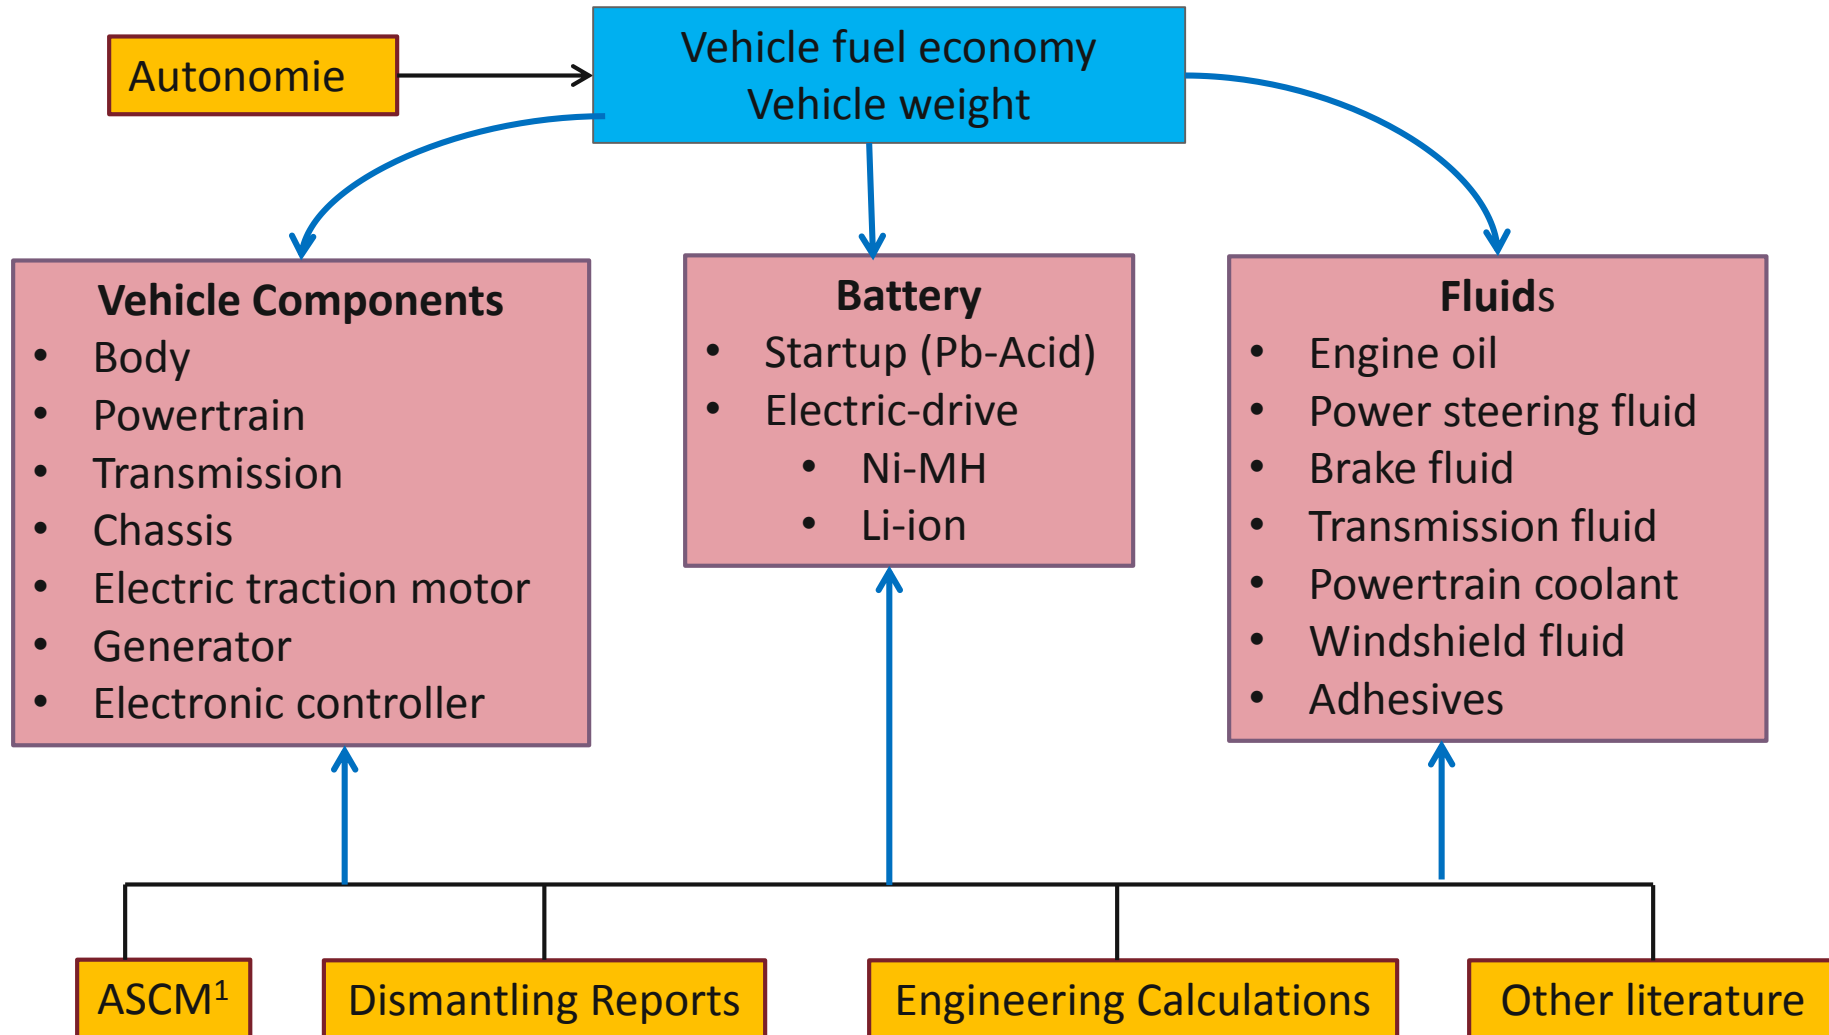 Autonomie
Vehicle fuel economy
Vehicle weight
Vehicle Components
• Body
• Powertrain
• Transmission
• Chassis
• Electric traction motor
• Generator
• Electronic controller
Battery
• Startup (Pb-Acid)
• Electric-drive
• Ni-MH
• Li-ion
Fluids
• Engine oil
• Power steering fluid
• Brake fluid
• Transmission fluid
• Powertrain coolant
• Windshield fluid
• Adhesives
ASCM¹
Dismantling Reports
Engineering Calculations
Other literature